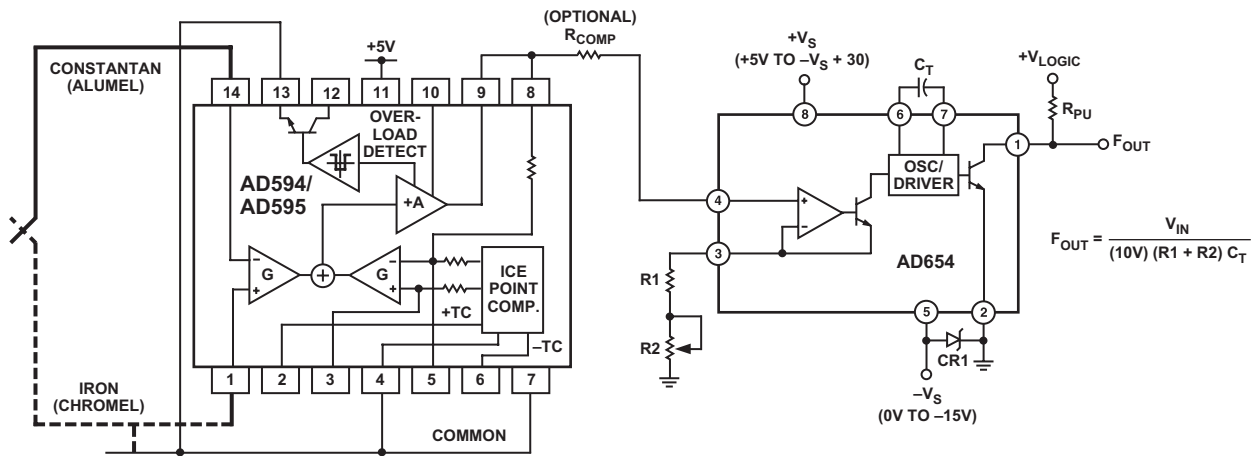 (OPTIONAL)
R_COMP
+5V
CONSTANTAN
(ALUMEL)
14
13
12
11
10
9
8
OVER-
LOAD
DETECT
AD594/
AD595
+A
G
–
+
+
G
–
+
ICE
POINT
COMP.
+TC
–TC
1
2
3
4
5
6
7
IRON
(CHROMEL)
COMMON
+V_S
(+5V TO –V_S + 30)
C_T
+V_LOGIC
R_PU
8
6
7
1
F_OUT
OSC/
DRIVER
4
+
–
3
AD654
R1
R2
5
2
CR1
–V_S
(0V TO –15V)
F_OUT = V_IN / (10V) (R1 + R2) C_T